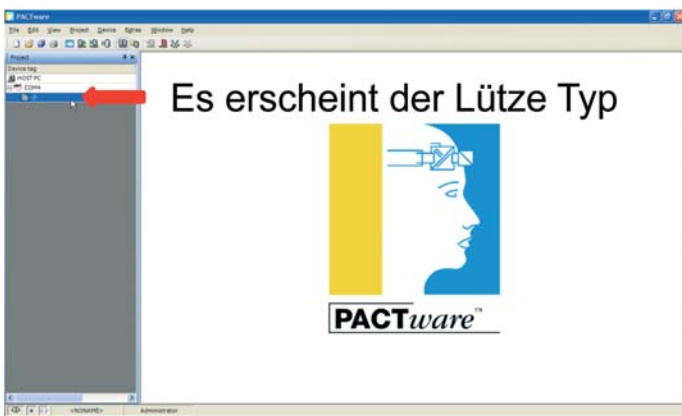 PACTware
File Edit View Project Device Extras Window Help
Project
Device tag
HOST PC
COM4
Es erscheint der Lütze Typ
PACTware™
<NONAME> Administrator